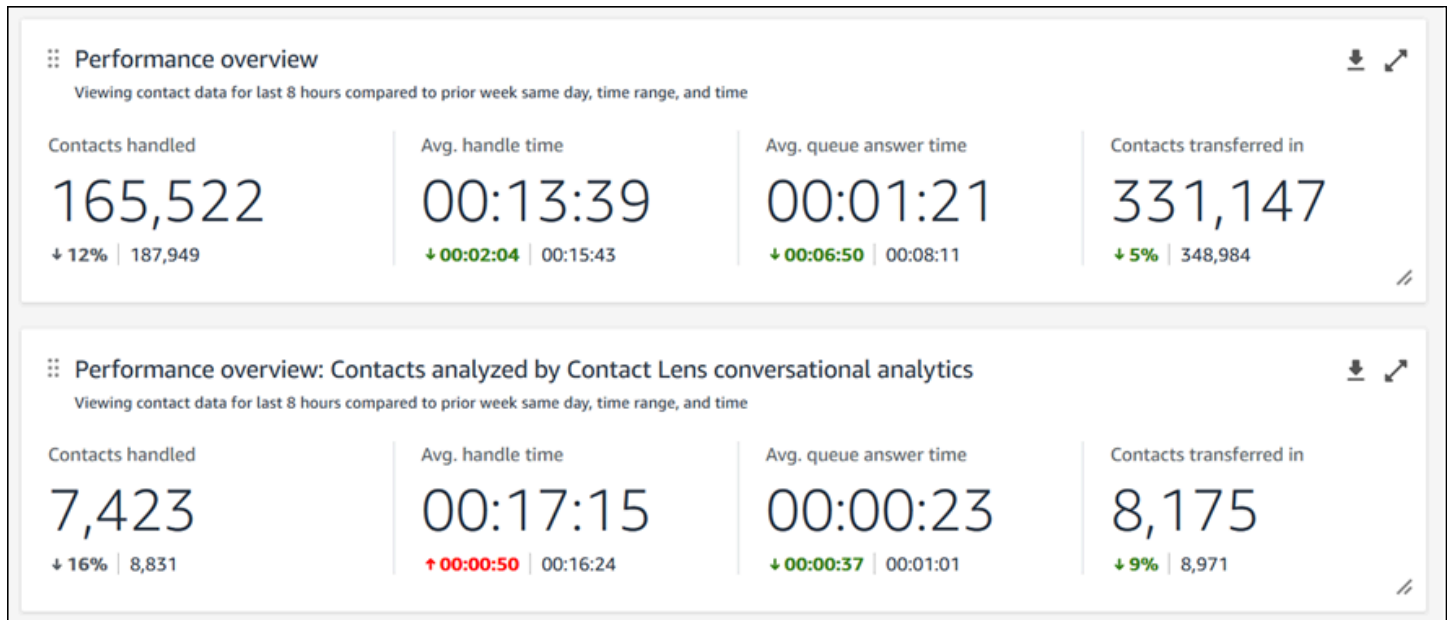 Performance overview
Viewing contact data for last 8 hours compared to prior week same day, time range, and time
Contacts handled
165,522
↓ 12% | 187,949
Avg. handle time
00:13:39
↓ 00:02:04 | 00:15:43
Avg. queue answer time
00:01:21
↓ 00:06:50 | 00:08:11
Contacts transferred in
331,147
↓ 5% | 348,984
Performance overview: Contacts analyzed by Contact Lens conversational analytics
Viewing contact data for last 8 hours compared to prior week same day, time range, and time
Contacts handled
7,423
↓ 16% | 8,831
Avg. handle time
00:17:15
↑ 00:00:50 | 00:16:24
Avg. queue answer time
00:00:23
↓ 00:00:37 | 00:01:01
Contacts transferred in
8,175
↓ 9% | 8,971